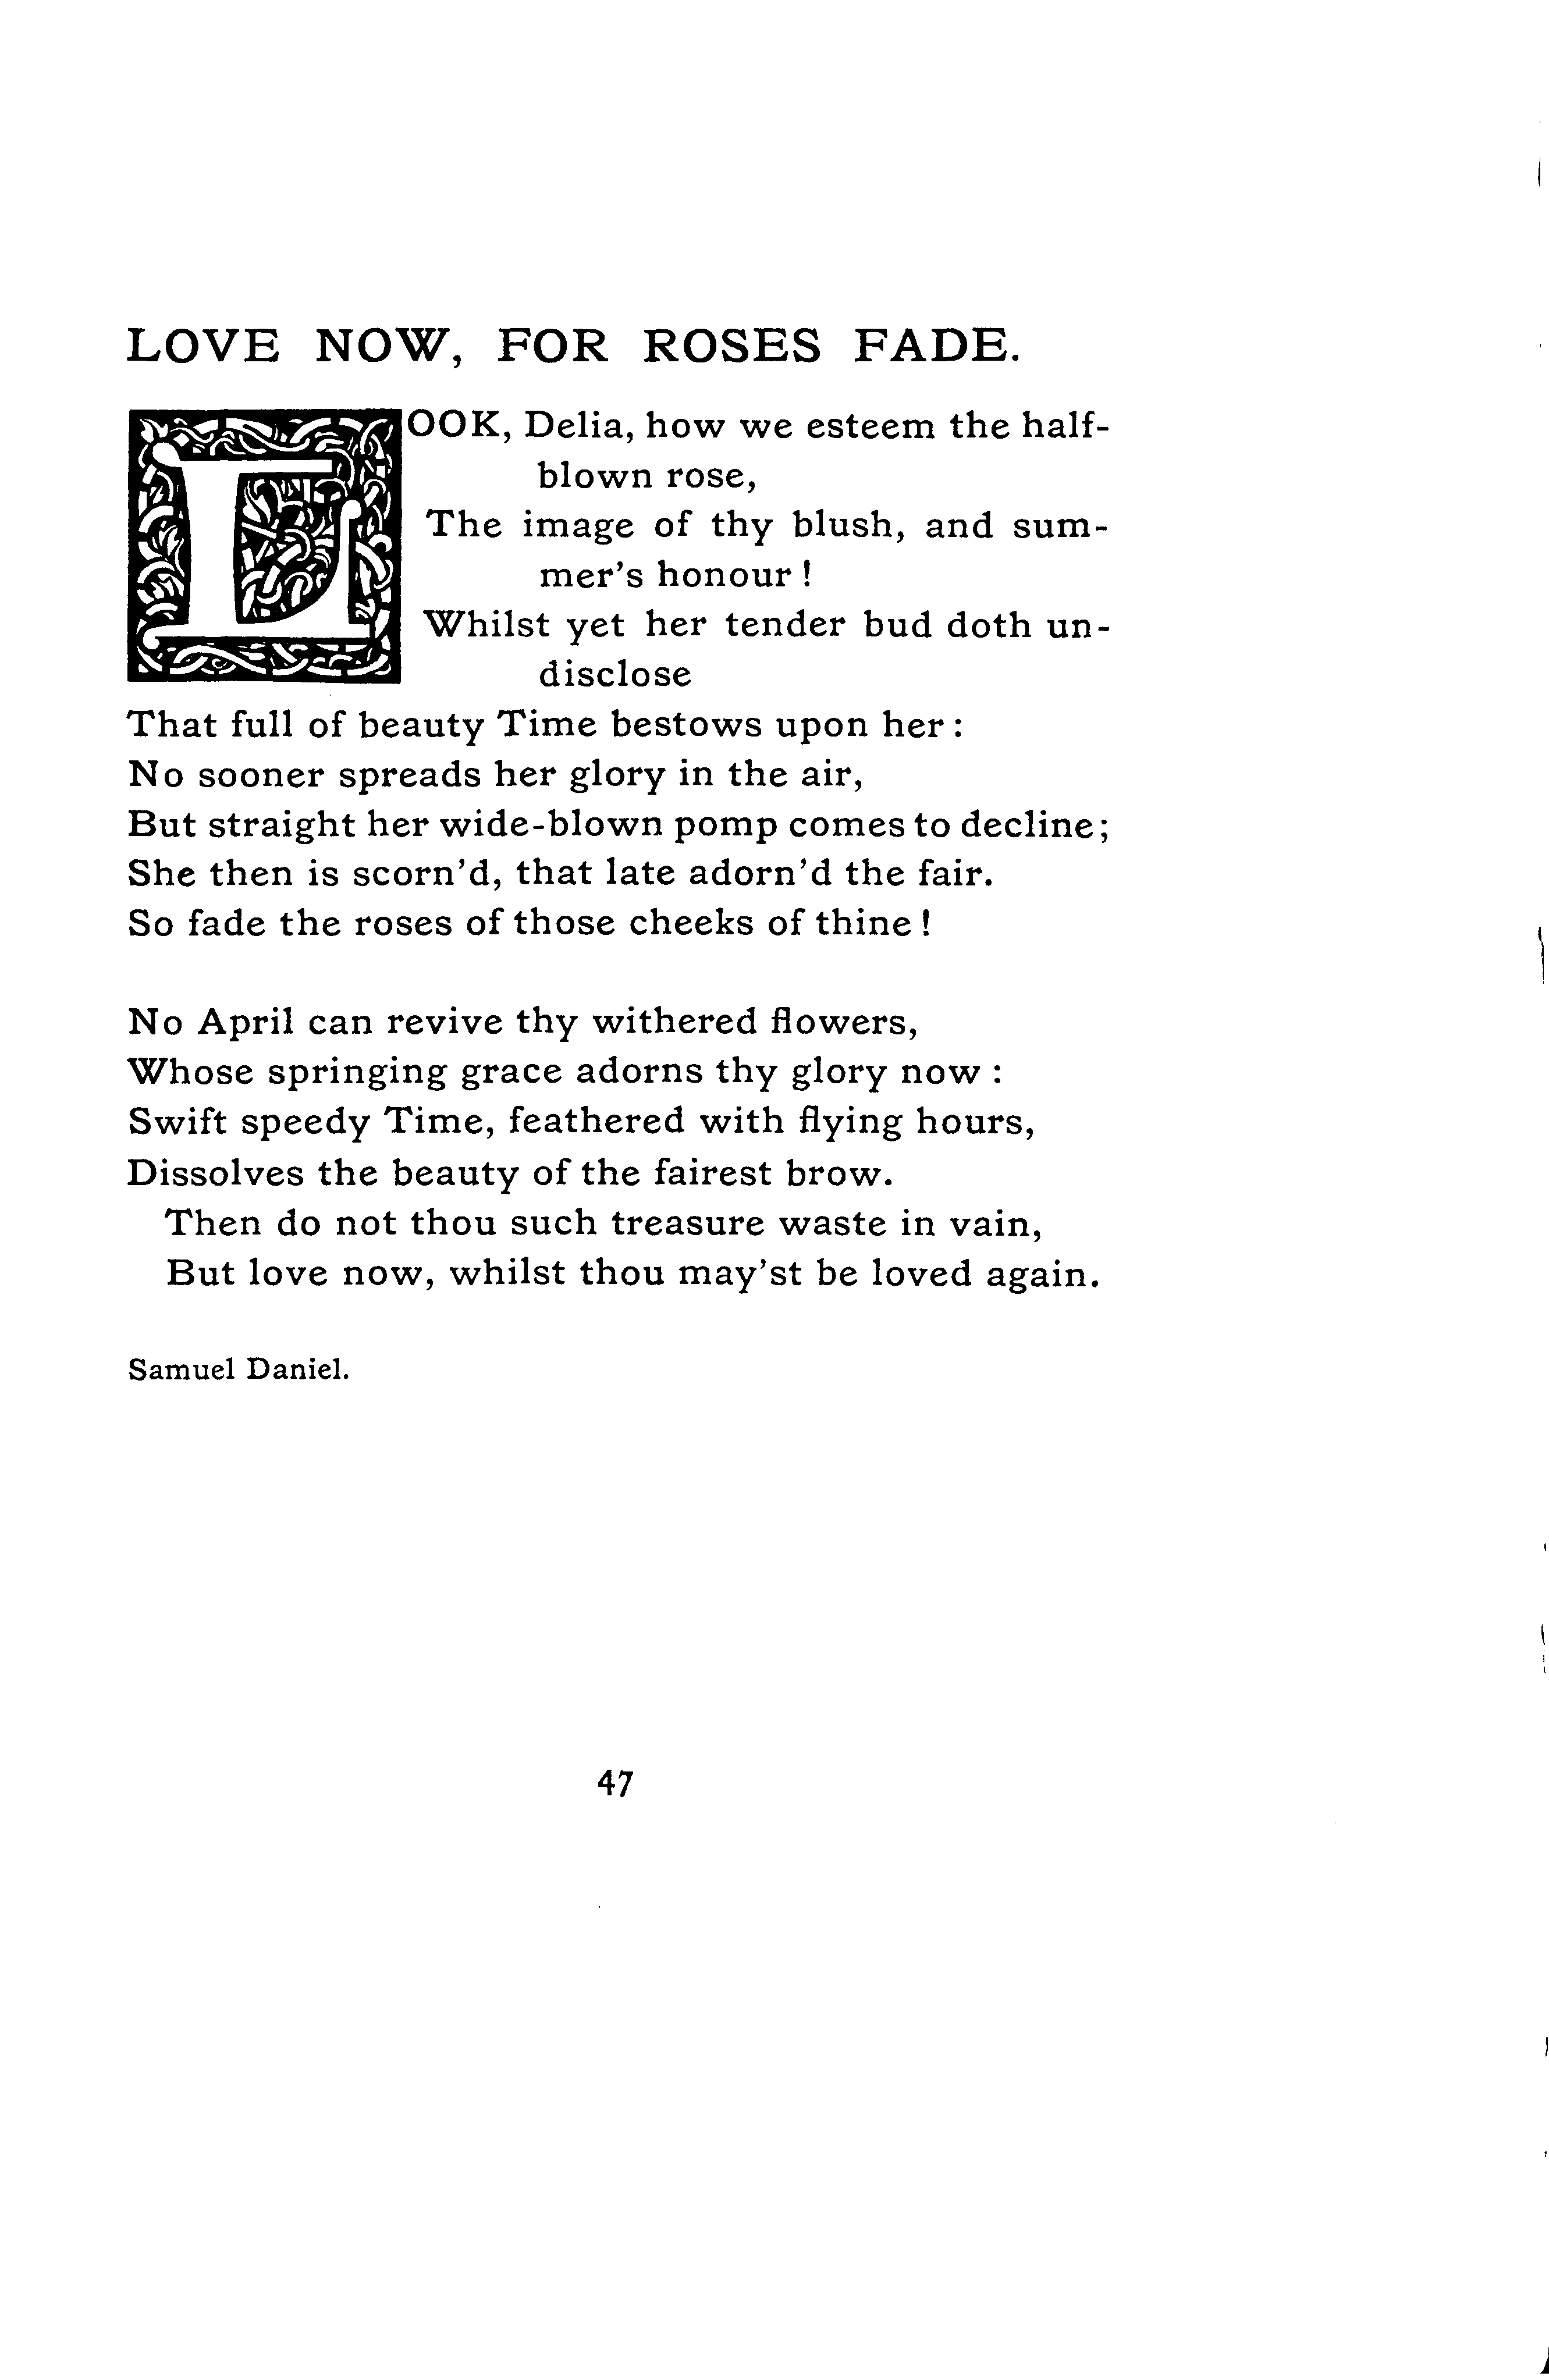 LOVE NOW, FOR ROSES FADE.
LOOK, Delia, how we esteem the half-
blown rose,
The image of thy blush, and sum-
mer's honour !
Whilst yet her tender bud doth un-
disclose
That full of beauty Time bestows upon her :
No sooner spreads her glory in the air,
But straight her wide-blown pomp comes to decline;
She then is scorn'd, that late adorn'd the fair.
So fade the roses of those cheeks of thine !
No April can revive thy withered flowers,
Whose springing grace adorns thy glory now :
Swift speedy Time, feathered with flying hours,
Dissolves the beauty of the fairest brow.
Then do not thou such treasure waste in vain,
But love now, whilst thou may'st be loved again.
Samuel Daniel.
47